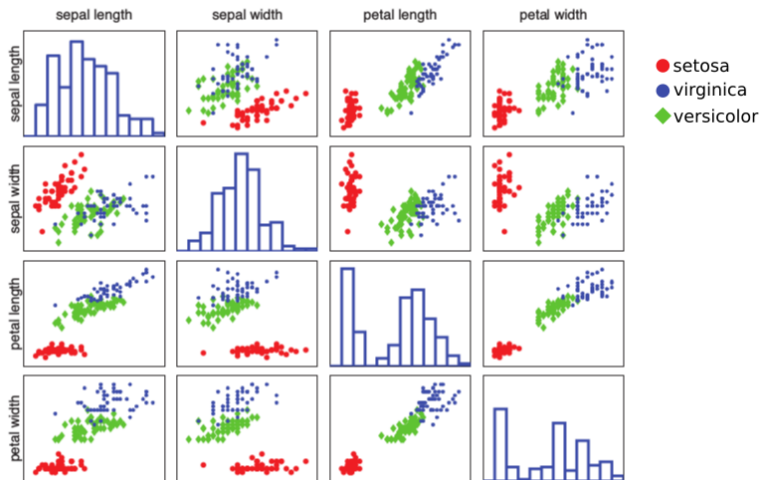 sepal length sepal width petal length petal width
sepal length
setosa
virginica
versicolor
sepal width
petal length
petal width